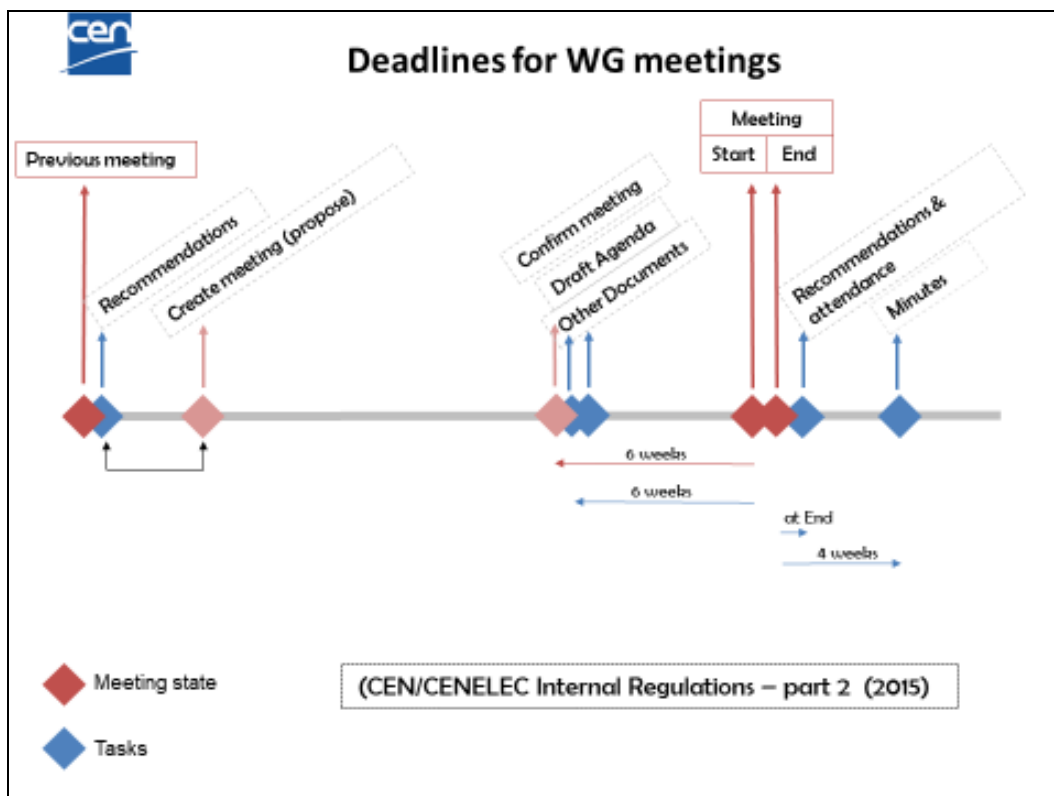 cen
Deadlines for WG meetings
Previous meeting
Recommendations
Create meeting (propose)
Confirm meeting
Draft Agenda
Other Documents
Meeting
Start
End
Recommendations &
attendance
Minutes
6 weeks
6 weeks
at End
4 weeks
Meeting state
(CEN/CENELEC Internal Regulations – part 2 (2015)
Tasks